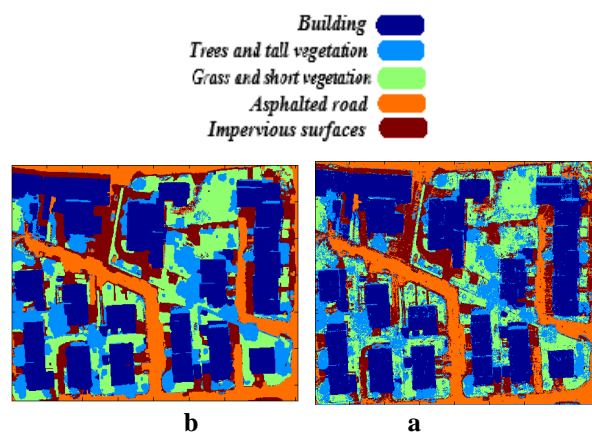 Building
Trees and tall vegetation
Grass and short vegetation
Asphalted road
Impervious surfaces
b
a